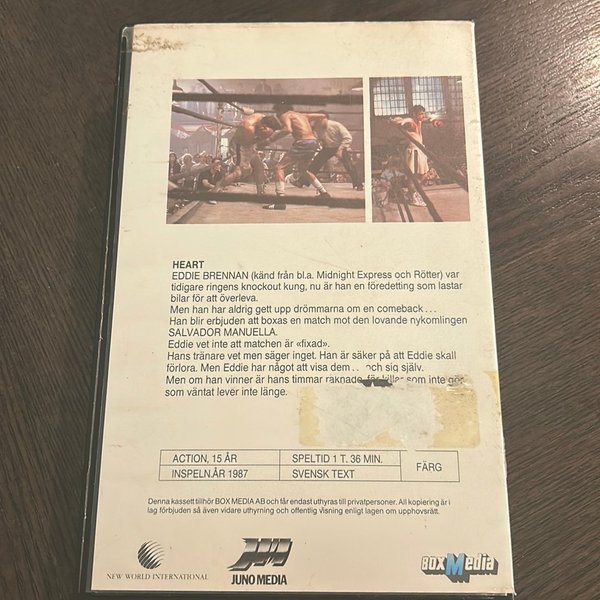 HEART
EDDIE BRENNAN (känd från bl.a. Midnight Express och Rötter) var
tidigare ringens knockout kung, nu är han en föredetting som lastar
bilar för att överleva.
Men han har aldrig gett upp drömmarna om en comeback...
Han blir erbjuden att boxas en match mot den lovande nykomlingen
SALVADOR MANUELLA.
Eddie vet inte att matchen är «fixad».
Hans tränare vet men säger inget. Han är säker på att Eddie skall
förlora. Men Eddie har något att visa dem... och sig själv.
Men om han vinner är hans timmar räknade, för killar som inte gör
som väntat lever inte länge.
ACTION, 15 ÅR SPELTID 1 T. 36 MIN. FÄRG
INSPELN.ÅR 1987 SVENSK TEXT
Denna kassett tillhör BOX MEDIA AB och får endast uthyras till privatpersoner. All kopiering är i
lag förbjuden så även vidare uthyrning och offentlig visning enligt lagen om upphovsrätt.
NEW WORLD INTERNATIONAL
JUNO MEDIA
BOX Media